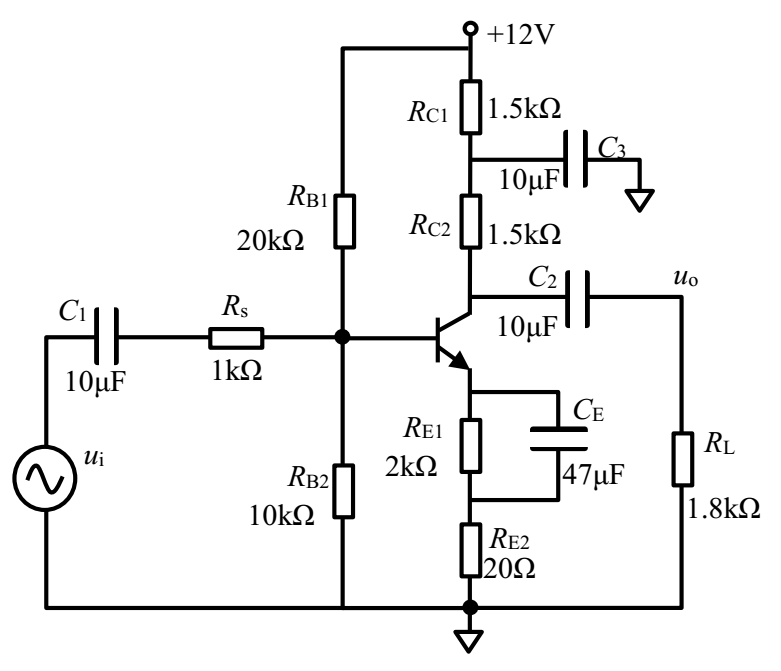 +12V
RC1
1.5kΩ
C3
10μF
RB1
20kΩ
RC2
1.5kΩ
C2
uo
10μF
C1
Rs
10μF
1kΩ
ui
RE1
2kΩ
CE
47μF
RL
1.8kΩ
RB2
10kΩ
RE2
20Ω